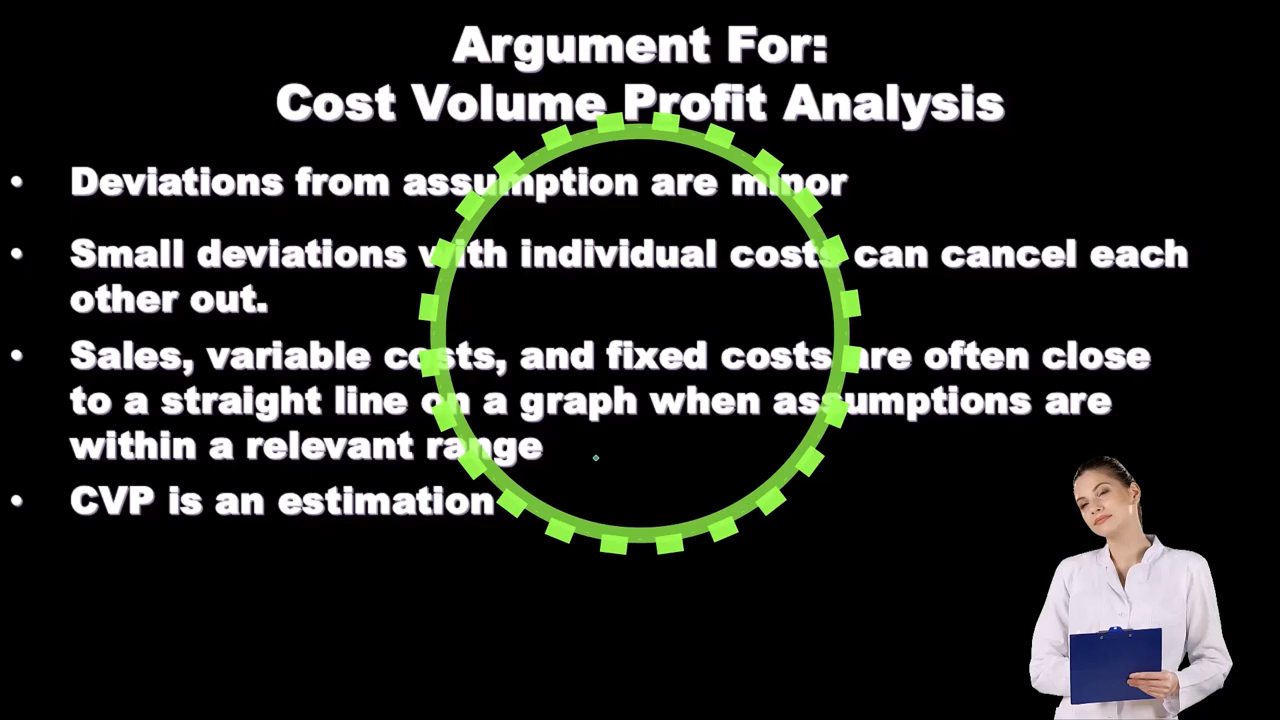 Argument For:
Cost Volume Profit Analysis
• Deviations from assumption are minor
• Small deviations with individual costs can cancel each
other out.
• Sales, variable costs, and fixed costs are often close
to a straight line on a graph when assumptions are
within a relevant range
• CVP is an estimation